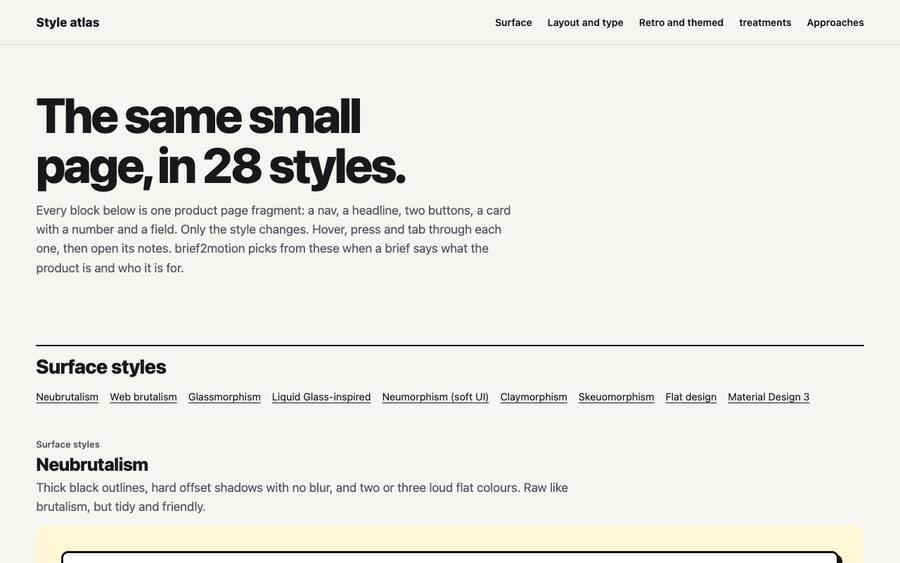 Style atlas
Surface
Layout and type
Retro and themed
treatments
Approaches
The same small
page, in 28 styles.
Every block below is one product page fragment: a nav, a headline, two buttons, a card
with a number and a field. Only the style changes. Hover, press and tab through each
one, then open its notes. brief2motion picks from these when a brief says what the
product is and who it is for.
Surface styles
Neubrutalism
Web brutalism
Glassmorphism
Liquid Glass-inspired
Neumorphism (soft UI)
Claymorphism
Skeuomorphism
Flat design
Material Design 3
Surface styles
Neubrutalism
Thick black outlines, hard offset shadows with no blur, and two or three loud flat colours. Raw like
brutalism, but tidy and friendly.